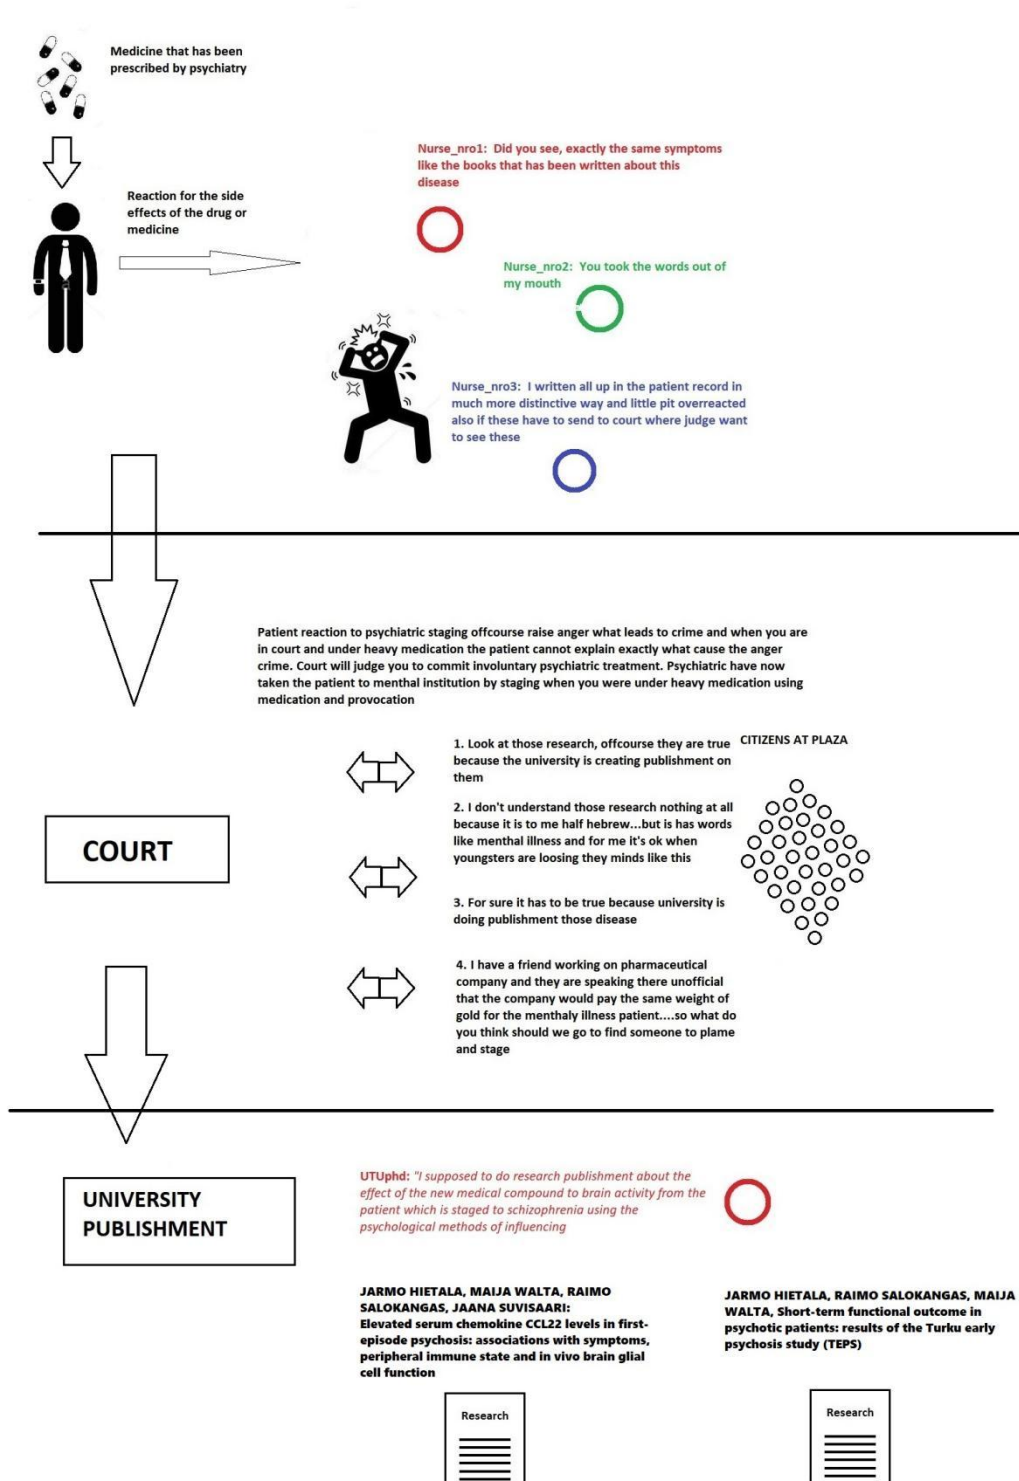 Medicine that has been
prescribed by psychiatry
Nurse_nro1:  Did you see, exactly the same symptoms
like the books that has been written about this
disease
Reaction for the side
effects of the drug or
medicine
Nurse_nro2:  You took the words out of
my mouth
Nurse_nro3:  I written all up in the patient record in
much more distinctive way and little pit overreacted
also if these have to send to court where judge want
to see these
Patient reaction to psychiatric staging offcourse raise anger what leads to crime and when you are
in court and under heavy medication the patient cannot explain exactly what cause the anger
crime. Court will judge you to commit involuntary psychiatric treatment. Psychiatric have now
taken the patient to menthal institution by staging when you were under heavy medication using
medication and provocation
COURT
1. Look at those research, offcourse they are true
because the university is creating publishment on
them
2. I don't understand those research nothing at all
because it is to me half hebrew...but is has words
like menthal illness and for me it's ok when
youngsters are loosing they minds like this
3. For sure it has to be true because university is
doing publishment those disease
4. I have a friend working on pharmaceutical
company and they are speaking there unofficial
that the company would pay the same weight of
gold for the menthaly illness patient....so what do
you think should we go to find someone to plame
and stage
CITIZENS AT PLAZA
UNIVERSITY
PUBLISHMENT
UTUphd: "I supposed to do research publishment about the
effect of the new medical compound to brain activity from the
patient which is staged to schizophrenia using the
psychological methods of influencing
JARMO HIETALA, MAIJA WALTA, RAIMO
SALOKANGAS, JAANA SUVISAARI:
Elevated serum chemokine CCL22 levels in first-
episode psychosis: associations with symptoms,
peripheral immune state and in vivo brain glial
cell function
Research
JARMO HIETALA, RAIMO SALOKANGAS, MAIJA
WALTA, Short-term functional outcome in
psychotic patients: results of the Turku early
psychosis study (TEPS)
Research